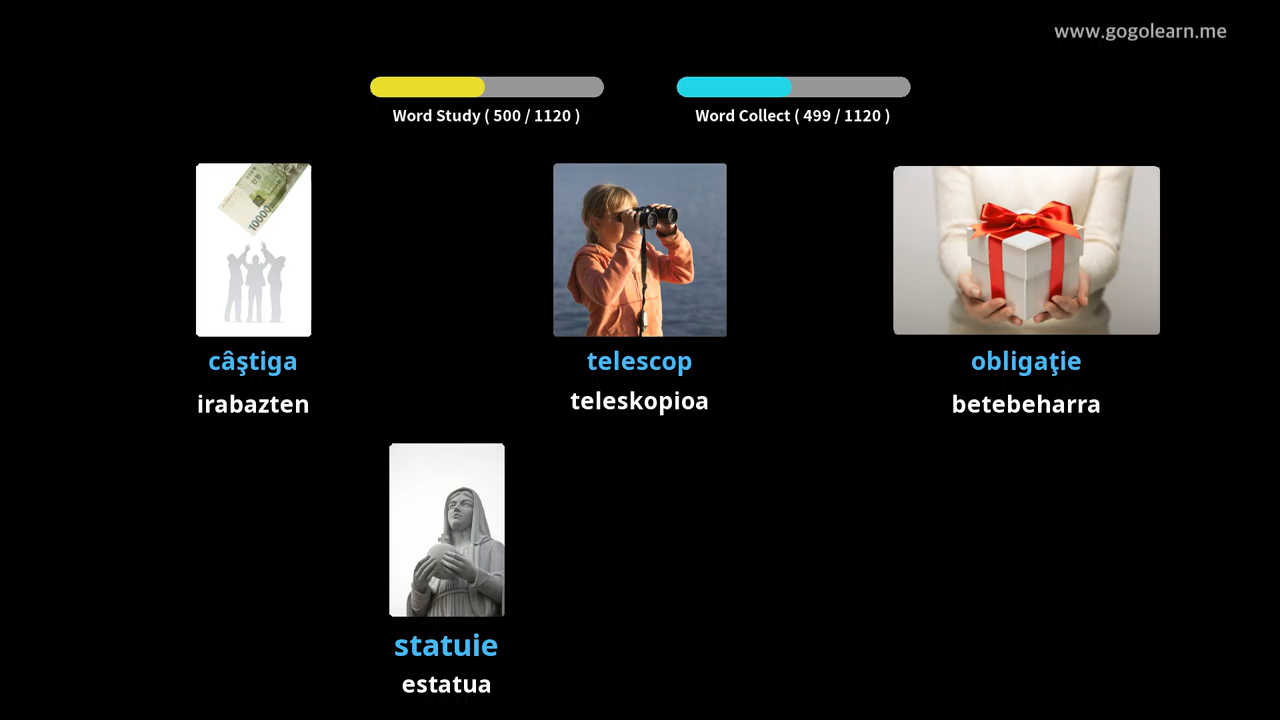 www.gogolearn.me
Word Study ( 500 / 1120 )
Word Collect ( 499 / 1120 )
10000
câştiga
telescop
obligaţie
irabazten
teleskopioa
betebeharra
statuie
estatua